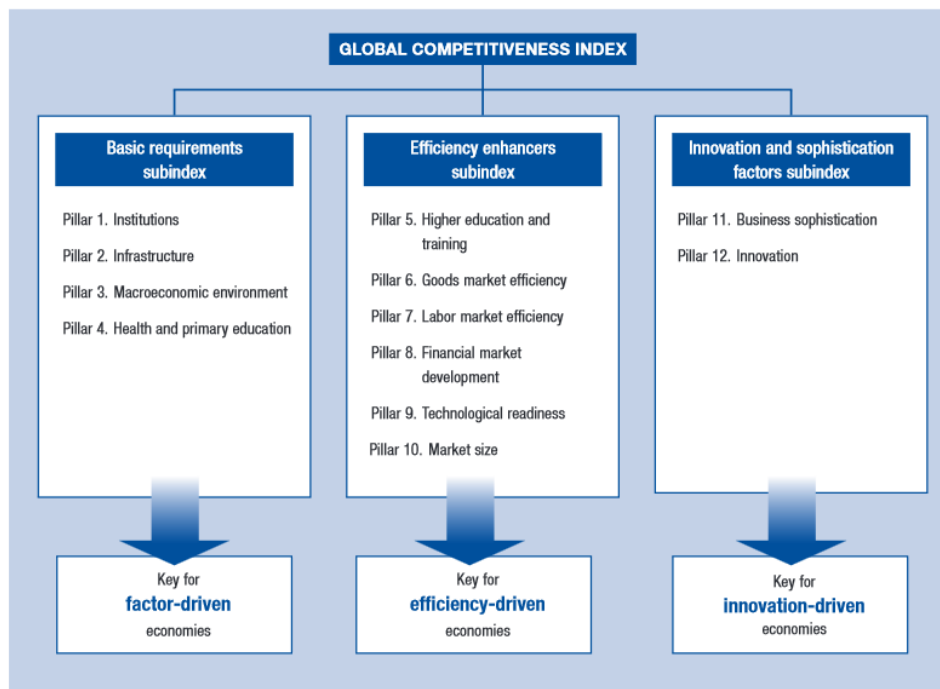 GLOBAL COMPETITIVENESS INDEX
Basic requirements
subindex
Pillar 1. Institutions
Pillar 2. Infrastructure
Pillar 3. Macroeconomic environment
Pillar 4. Health and primary education
Key for
factor-driven
economies
Efficiency enhancers
subindex
Pillar 5. Higher education and
training
Pillar 6. Goods market efficiency
Pillar 7. Labor market efficiency
Pillar 8. Financial market
development
Pillar 9. Technological readiness
Pillar 10. Market size
Key for
efficiency-driven
economies
Innovation and sophistication
factors subindex
Pillar 11. Business sophistication
Pillar 12. Innovation
Key for
innovation-driven
economies